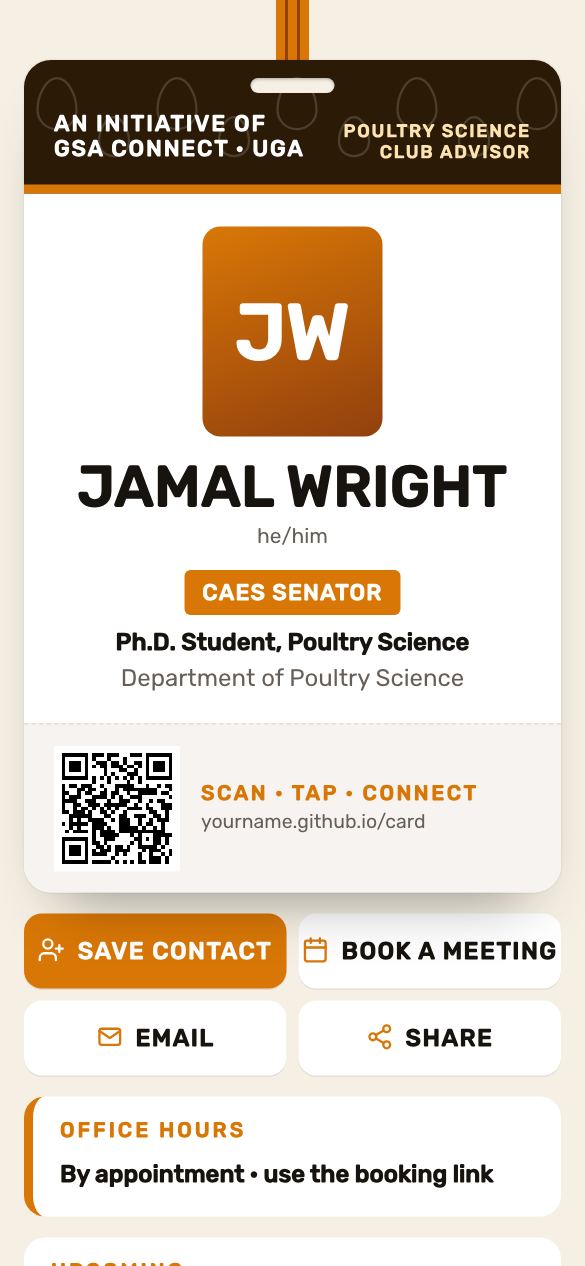 AN INITIATIVE OF
GSA CONNECT • UGA
POULTRY SCIENCE
CLUB ADVISOR
JW
JAMAL WRIGHT
he/him
CAES SENATOR
Ph.D. Student, Poultry Science
Department of Poultry Science
SCAN • TAP • CONNECT
yourname.github.io/card
SAVE CONTACT
BOOK A MEETING
EMAIL
SHARE
OFFICE HOURS
By appointment • use the booking link
UPCOMING